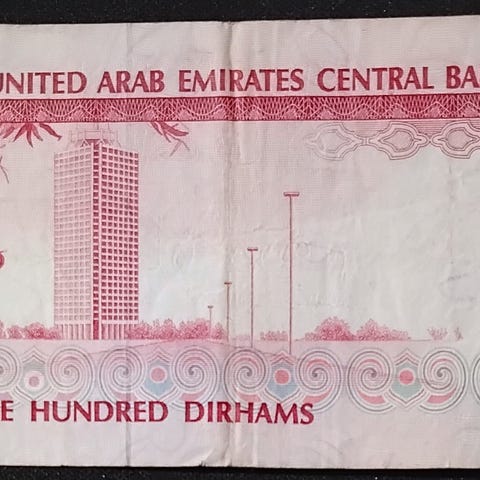 UNITED ARAB EMIRATES CENTRAL BA
E HUNDRED DIRHAMS